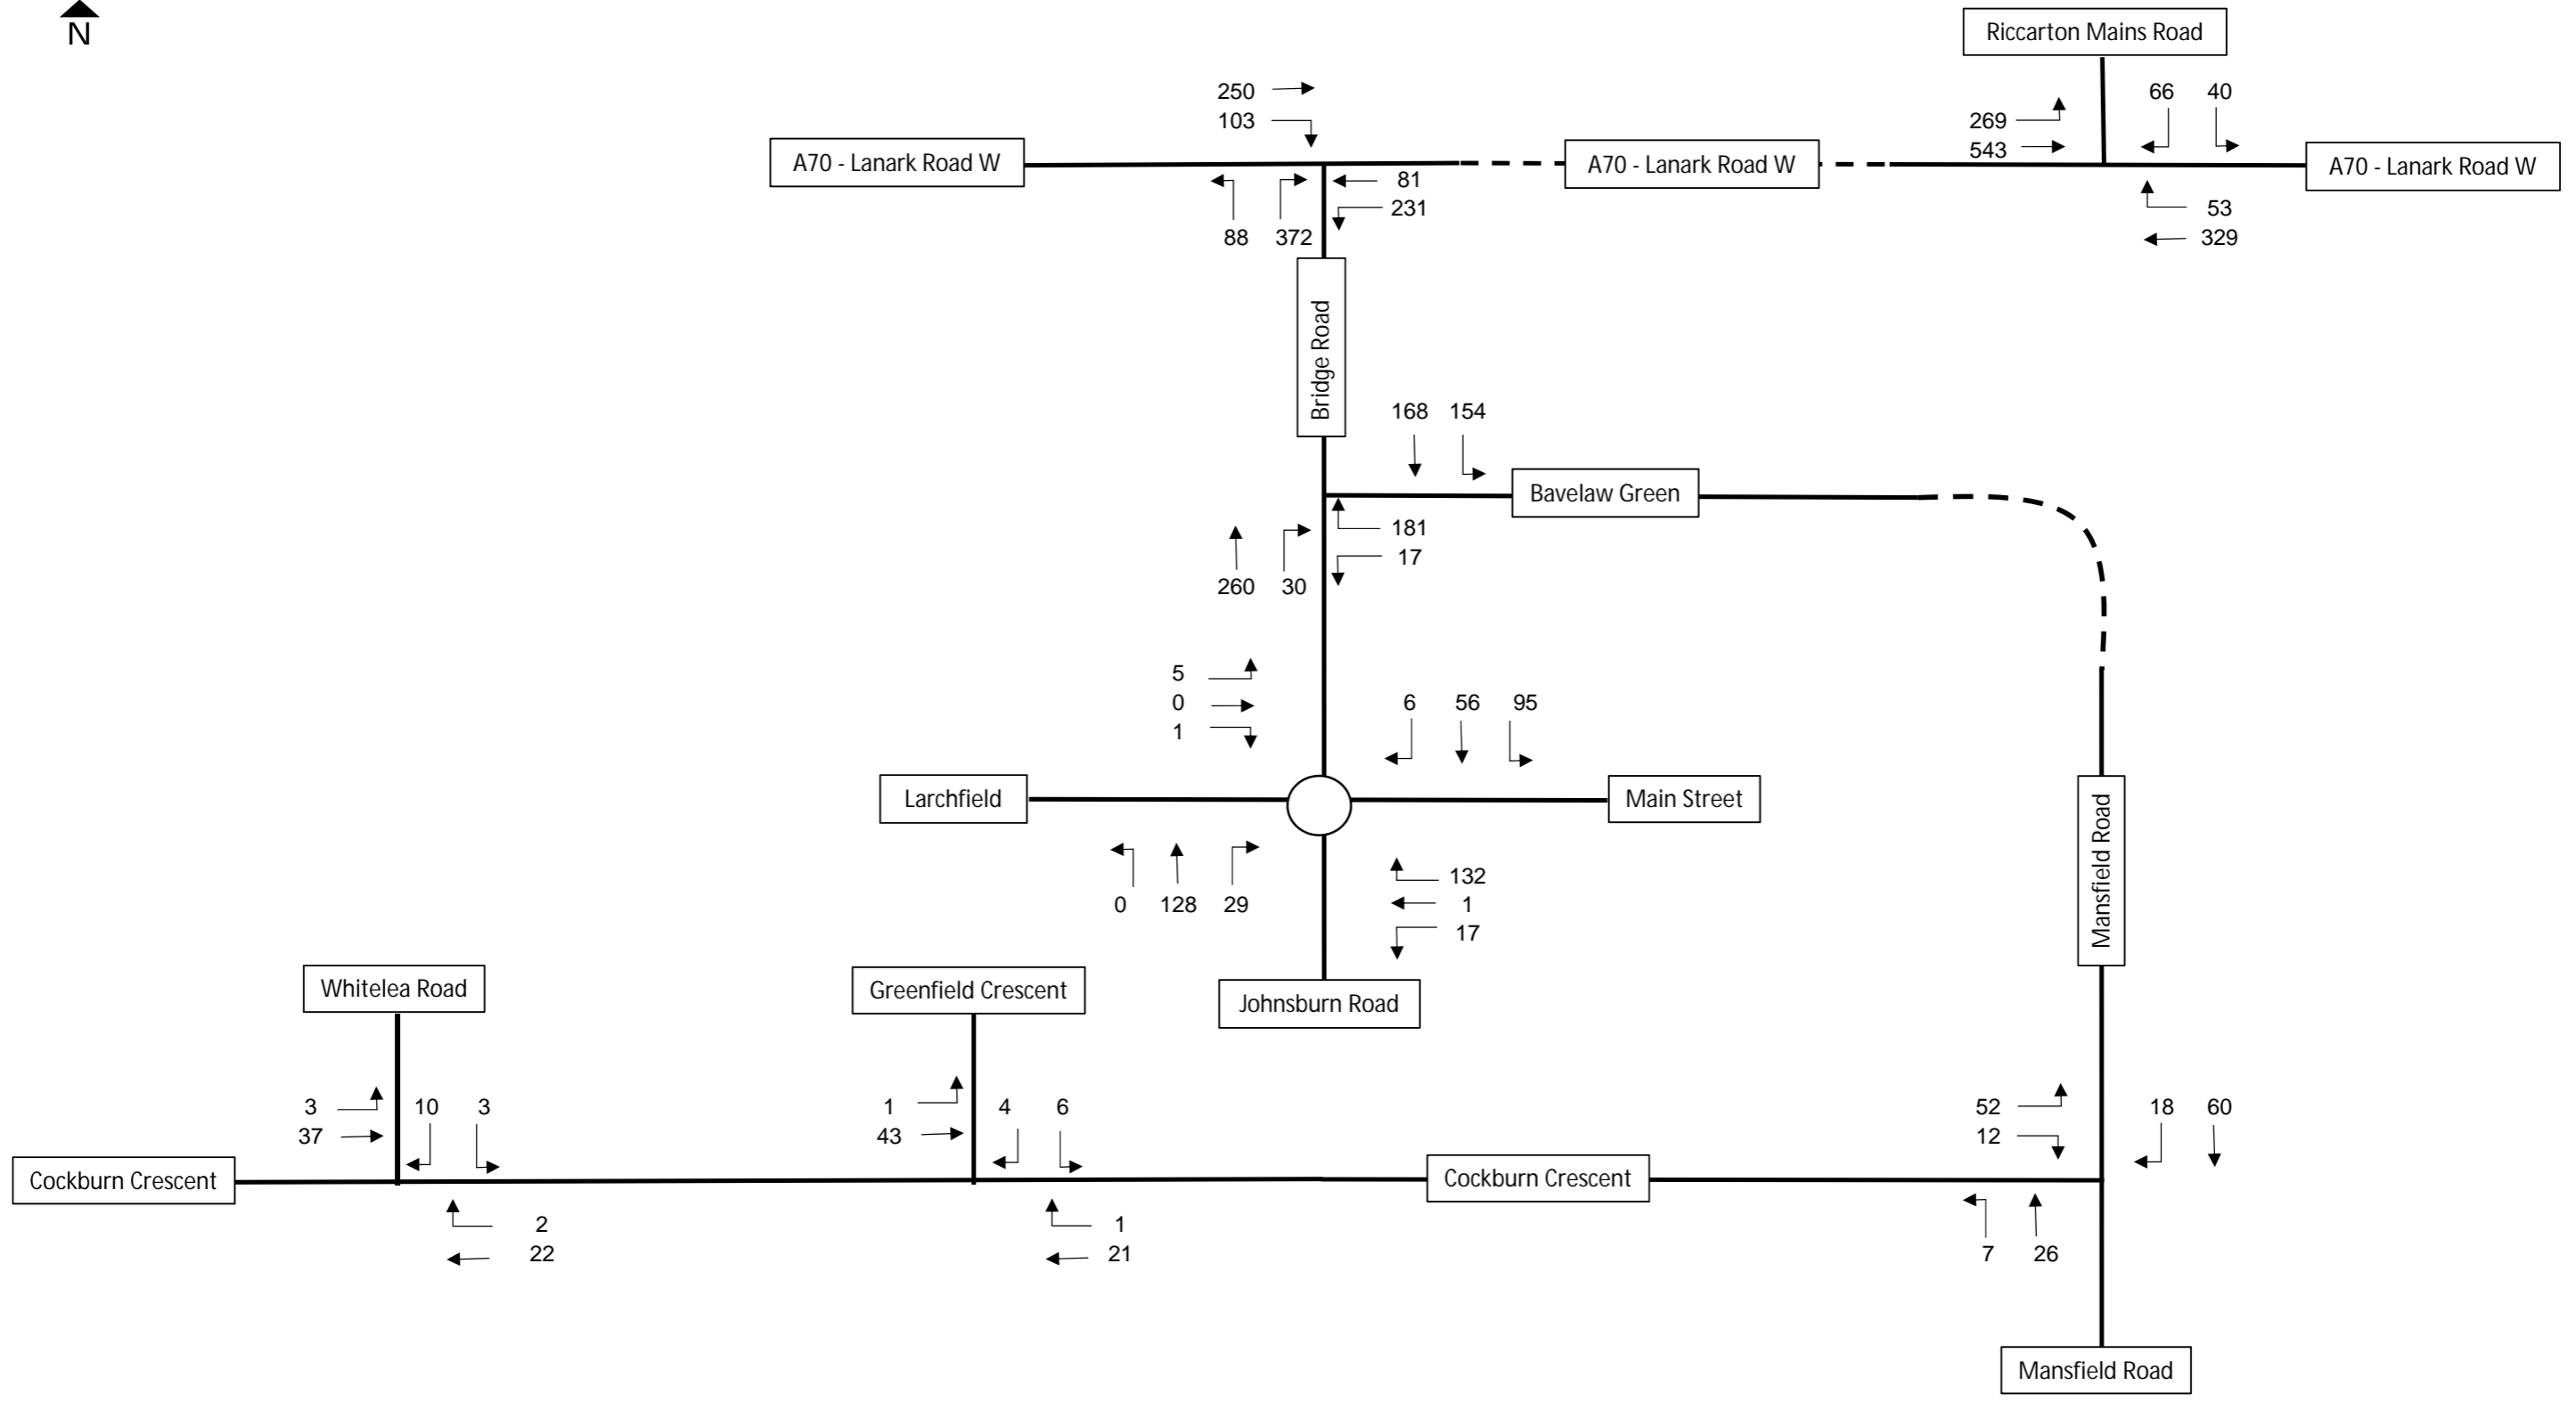 N
Riccarton Mains Road
250
103
66 40
269
543
A70 - Lanark Road W
A70 - Lanark Road W
A70 - Lanark Road W
81
231
88 372
53
329
Bridge Road
168 154
Bavelaw Green
181
17
260 30
5
0
1
6 56 95
Larchfield
Main Street
Mansfield Road
0 128 29
132
1
17
Whitelea Road
Greenfield Crescent
Johnsburn Road
3
37
10 3
1
43
4 6
52
12
18 60
Cockburn Crescent
Cockburn Crescent
2
22
1
21
7 26
Mansfield Road